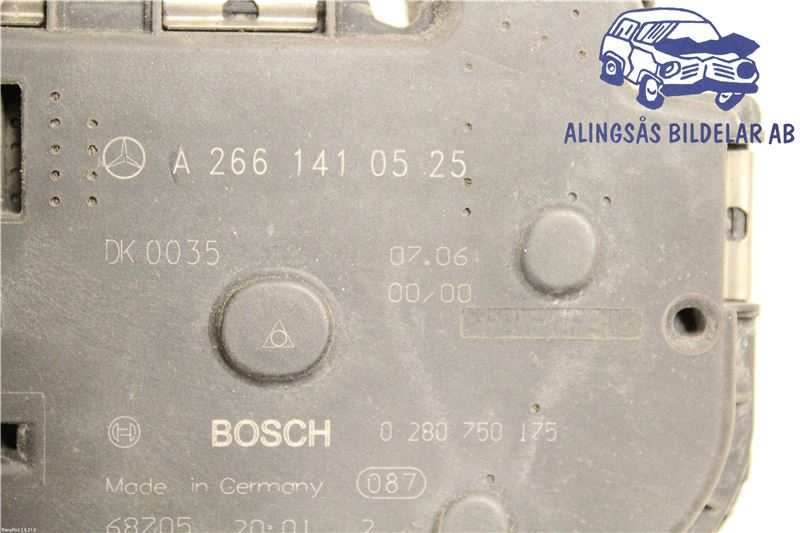 ALINGSÅS BILDELAR AB
A 266 141 05 25
DK 0035
07.06
00/00
BOSCH 0 280 750 175
Made in Germany 087
68705 20:01 2